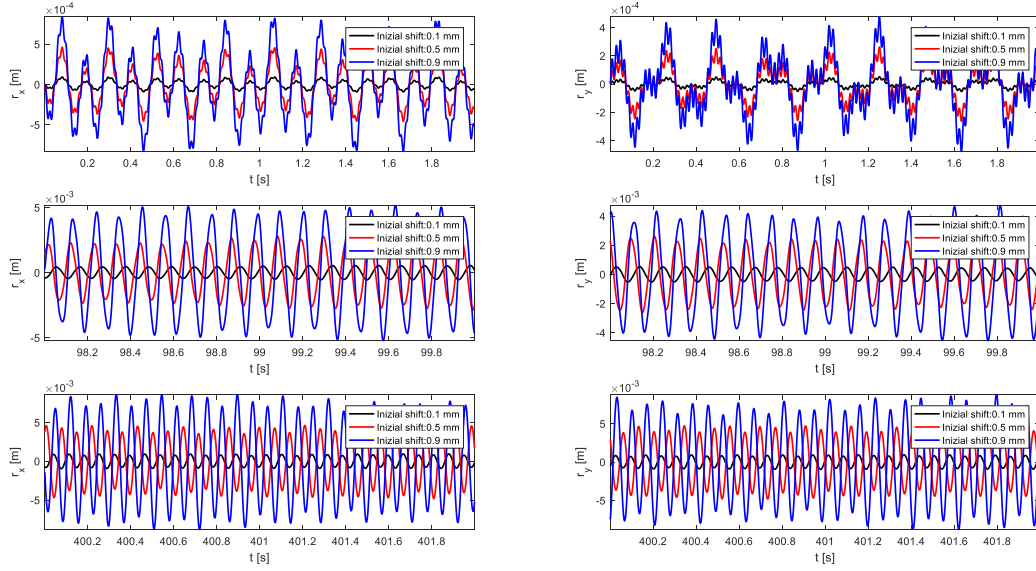 ×10-4
5
0
-5
r_x [m]
Inizial shift:0.1 mm
Inizial shift:0.5 mm
Inizial shift:0.9 mm
0.2 0.4 0.6 0.8 1 1.2 1.4 1.6 1.8
t [s]
×10-4
4
2
0
-2
-4
r_y [m]
Inizial shift:0.1 mm
Inizial shift:0.5 mm
Inizial shift:0.9 mm
0.2 0.4 0.6 0.8 1 1.2 1.4 1.6 1.8
t [s]
×10-3
5
0
-5
r_x [m]
Inizial shift:0.1 mm
Inizial shift:0.5 mm
Inizial shift:0.9 mm
98.2 98.4 98.6 98.8 99 99.2 99.4 99.6 99.8
t [s]
×10-3
4
2
0
-2
-4
r_y [m]
Inizial shift:0.1 mm
Inizial shift:0.5 mm
Inizial shift:0.9 mm
98.2 98.4 98.6 98.8 99 99.2 99.4 99.6 99.8
t [s]
×10-3
5
0
-5
r_x [m]
Inizial shift:0.1 mm
Inizial shift:0.5 mm
Inizial shift:0.9 mm
400.2 400.4 400.6 400.8 401 401.2 401.4 401.6 401.8
t [s]
×10-3
5
0
-5
r_y [m]
Inizial shift:0.1 mm
Inizial shift:0.5 mm
Inizial shift:0.9 mm
400.2 400.4 400.6 400.8 401 401.2 401.4 401.6 401.8
t [s]